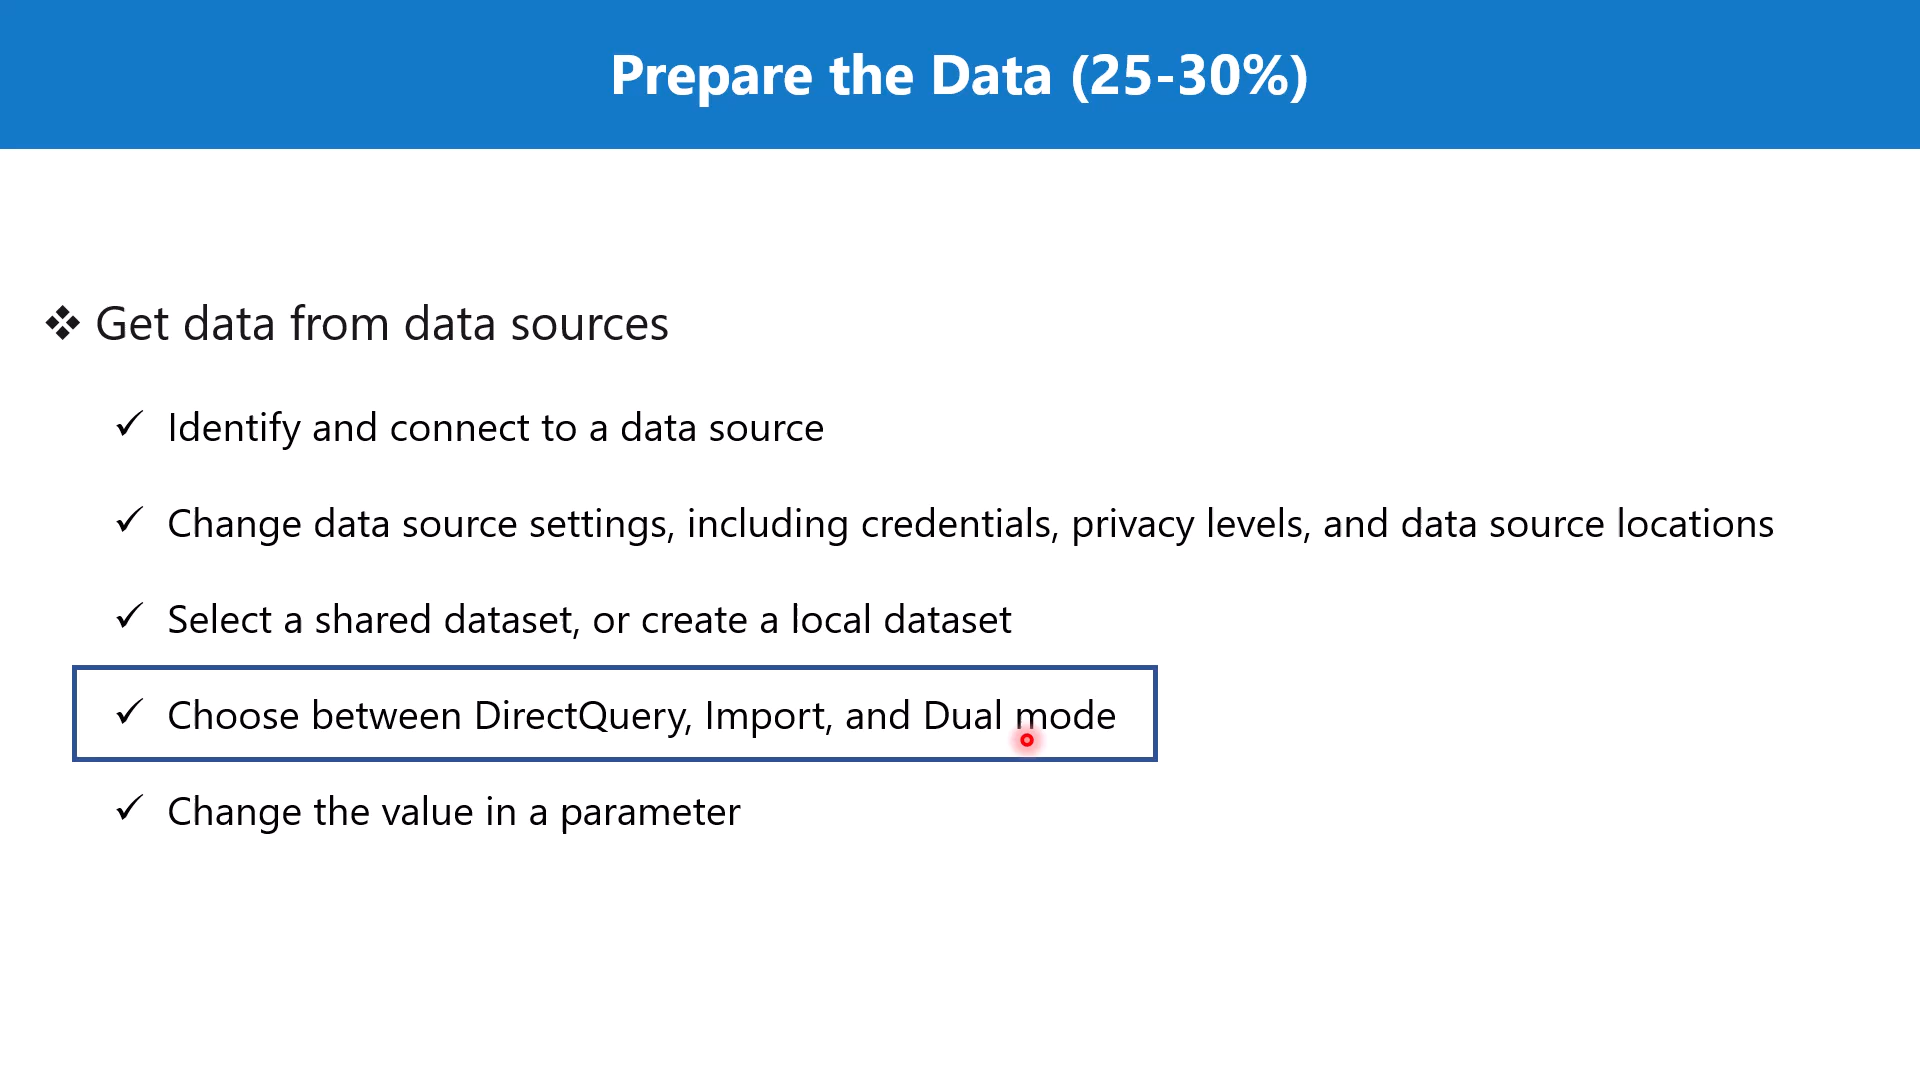 Prepare the Data (25-30%)
❖ Get data from data sources
✓ Identify and connect to a data source
✓ Change data source settings, including credentials, privacy levels, and data source locations
✓ Select a shared dataset, or create a local dataset
✓ Choose between DirectQuery, Import, and Dual mode
✓ Change the value in a parameter